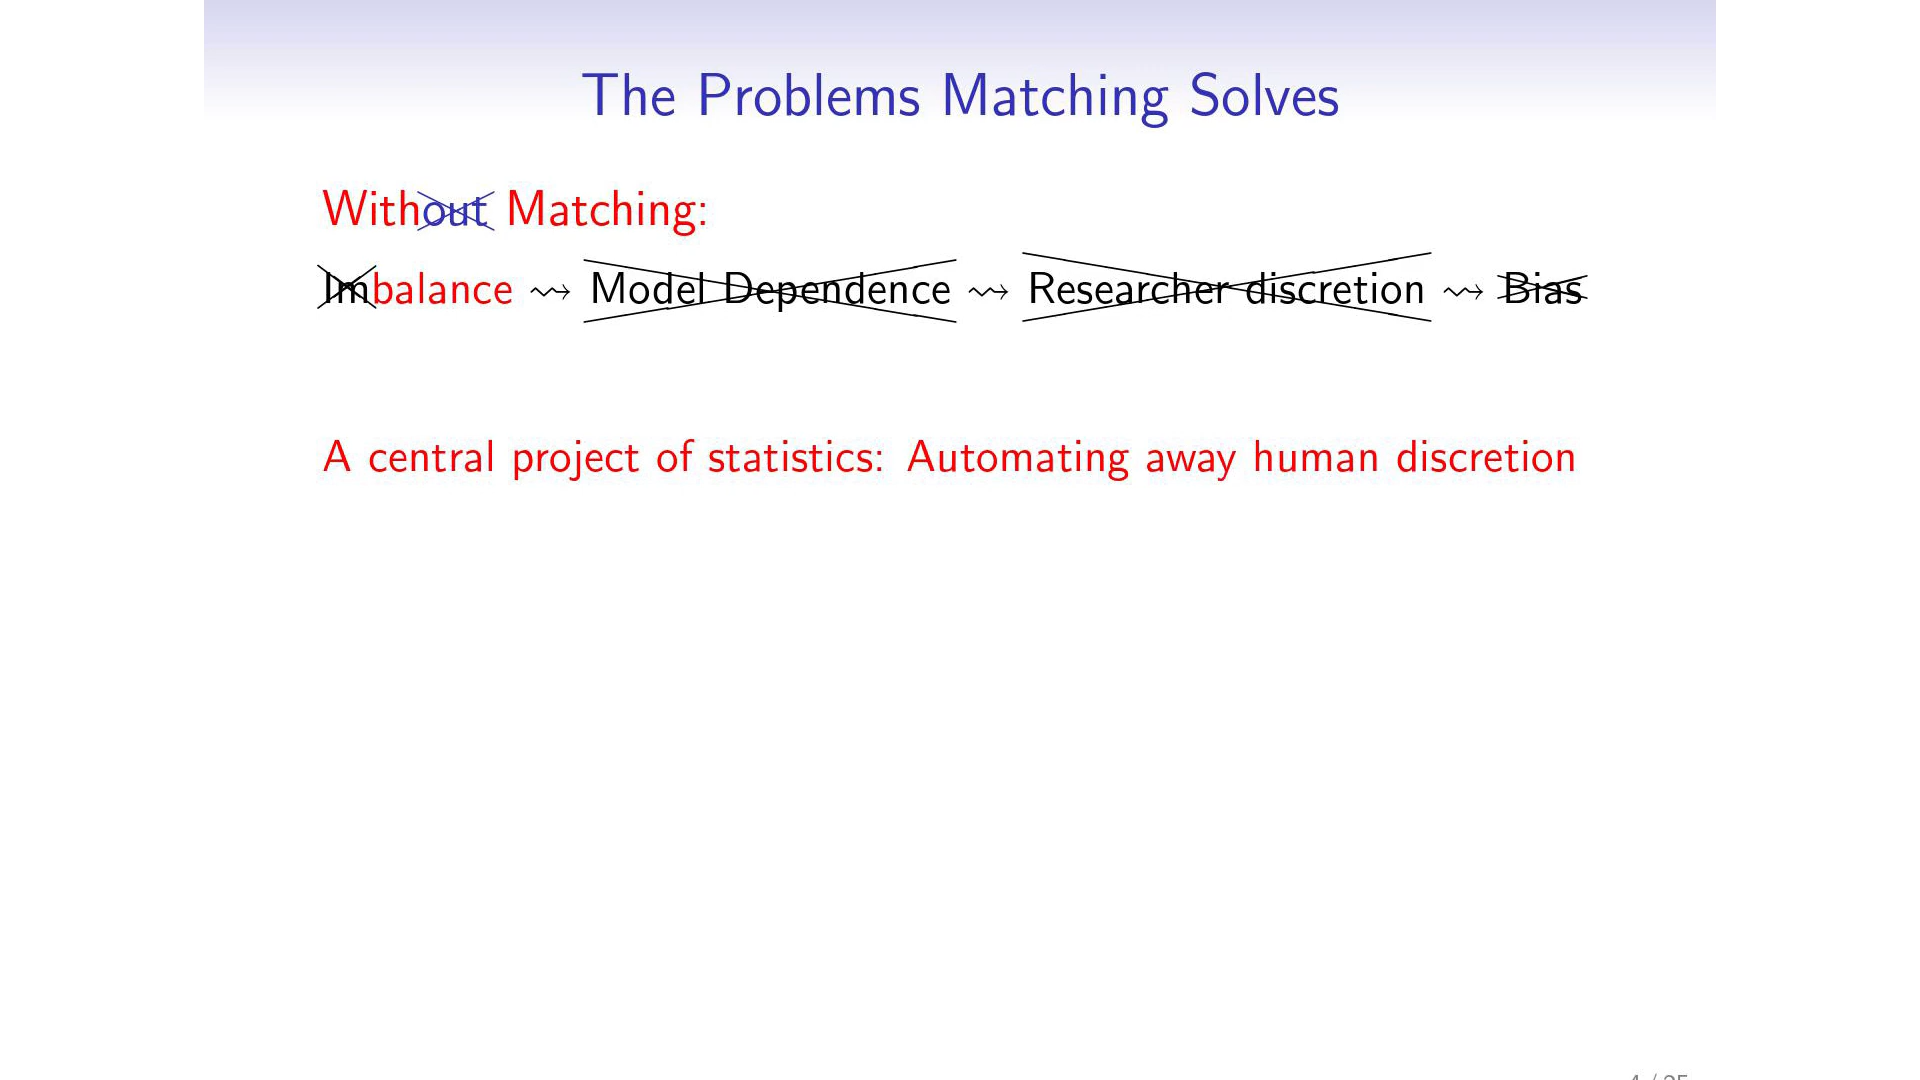 The Problems Matching Solves
Without Matching:
Imbalance ⇝ Model Dependence ⇝ Researcher discretion ⇝ Bias
A central project of statistics: Automating away human discretion